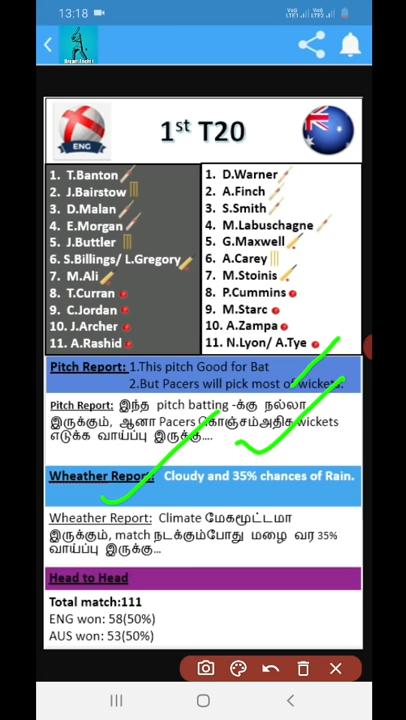 13:18
Vo) Vo)
LTE1 LTE2
ENG
1st T20
1. T.Banton
2. J.Bairstow
3. D.Malan
4. E.Morgan
5. J.Buttler
6. S.Billings/ L.Gregory
7. M.Ali
8. T.Curran
9. C.Jordan
10. J.Archer
11. A.Rashid
1. D.Warner
2. A.Finch
3. S.Smith
4. M.Labuschagne
5. G.Maxwell
6. A.Carey
7. M.Stoinis
8. P.Cummins
9. M.Starc
10. A.Zampa
11. N.Lyon/ A.Tye
Pitch Report: 1.This pitch Good for Bat
2.But Pacers will pick most of wickets.
Pitch Report: இந்த pitch batting -க்கு நல்லா
இருக்கும், ஆனா Pacers கொஞ்சம்அதிக wickets
எடுக்க வாய்ப்பு இருக்கு....
Wheather Report: Cloudy and 35% chances of Rain.
Wheather Report: Climate மேகமூட்டமா
இருக்கும், match நடக்கும்போது மழை வர 35%
வாய்ப்பு இருக்கு...
Head to Head
Total match:111
ENG won: 58(50%)
AUS won: 53(50%)